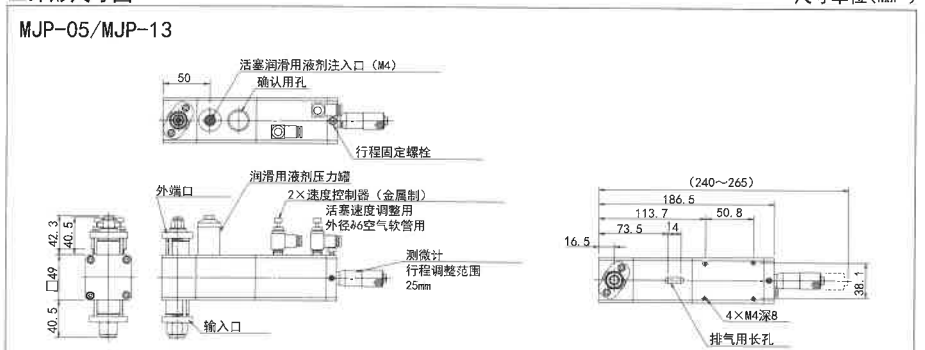 MJP-05/MJP-13
活塞润滑用液剂注入口（M4）
50
确认用孔
行程固定螺栓
润滑用液剂压力罐
外端口
2×速度控制器（金属制）
活塞速度调整用
外径φ6空气软管用
测微计
行程调整范围
25mm
输入口
42.3
40.5
□49
40.5
(240～265)
186.5
113.7
50.8
73.5
14
16.5
38.1
4×M4深8
排气用长孔